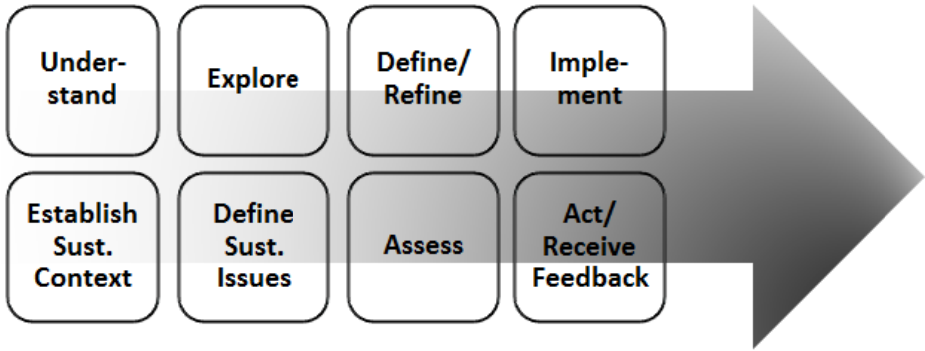 Under-
stand
Explore
Define/
Refine
Imple-
ment
Establish
Sust.
Context
Define
Sust.
Issues
Assess
Act/
Receive
Feedback